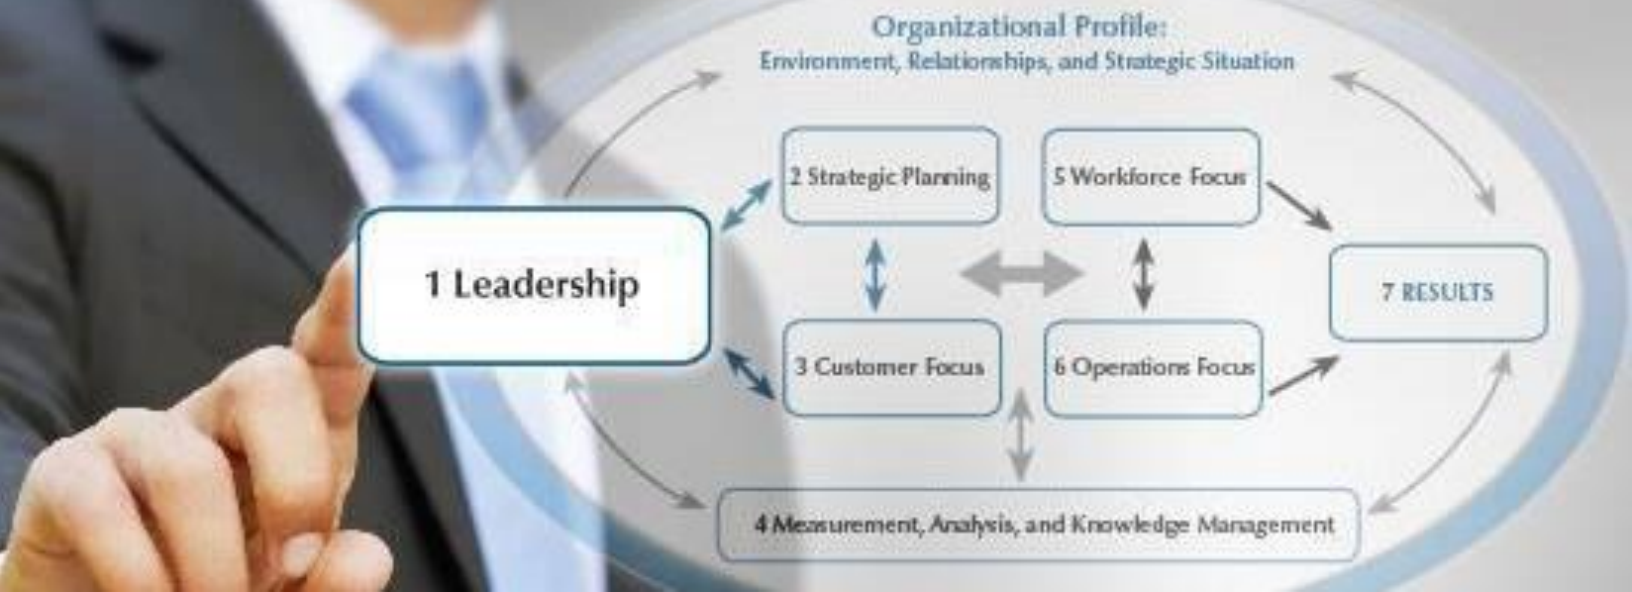 Organizational Profile:
Environment, Relationships, and Strategic Situation
1 Leadership
2 Strategic Planning
3 Customer Focus
5 Workforce Focus
6 Operations Focus
7 RESULTS
4 Measurement, Analysis, and Knowledge Management